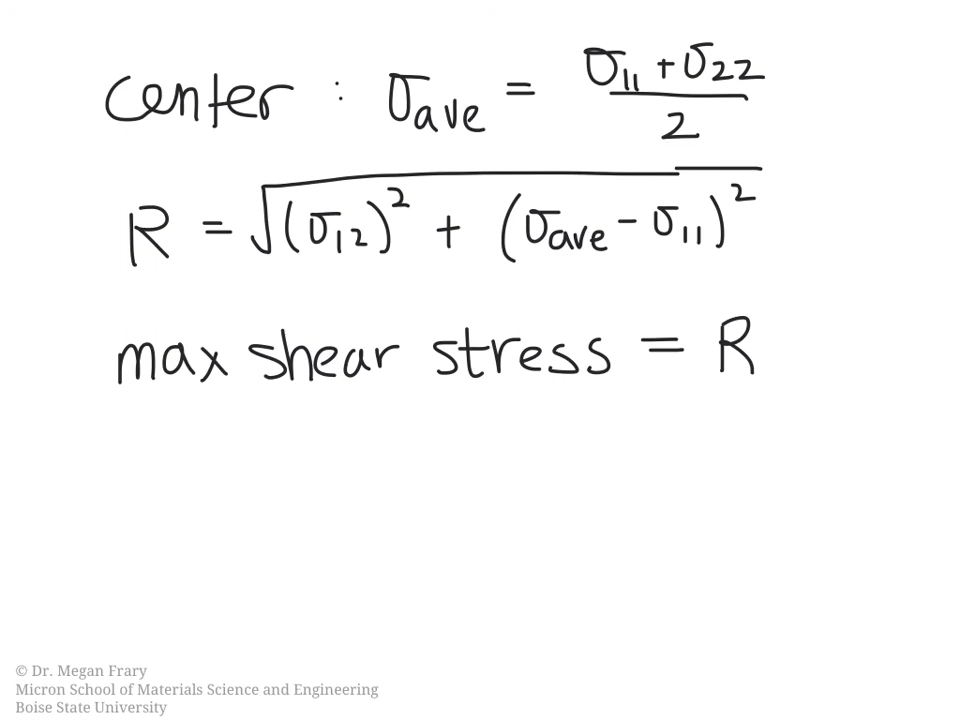 center : σave = σ11 + σ22 / 2
R = √(σ12)² + (σave - σ11)²
max shear stress = R
© Dr. Megan Frary
Micron School of Materials Science and Engineering
Boise State University